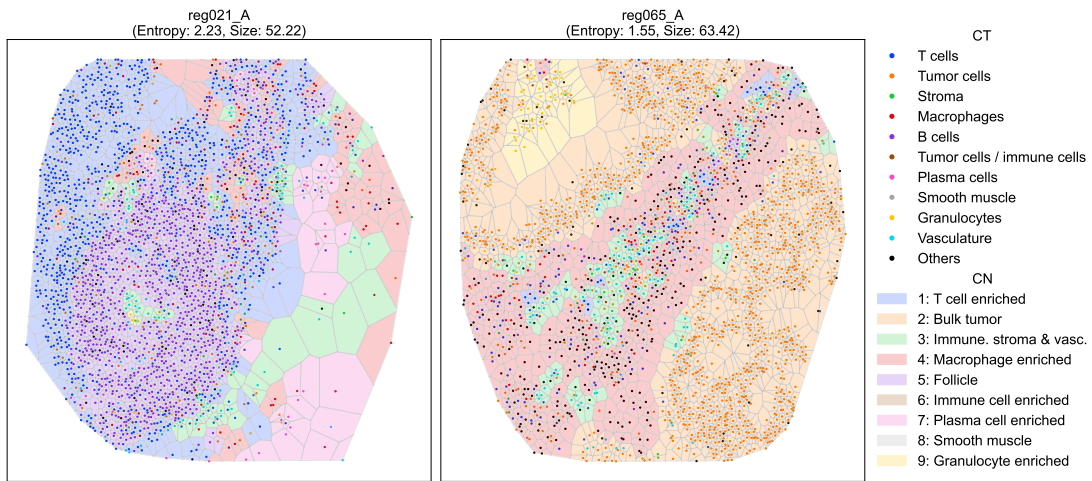 reg021_A
(Entropy: 2.23, Size: 52.22)
reg065_A
(Entropy: 1.55, Size: 63.42)
CT
T cells
Tumor cells
Stroma
Macrophages
B cells
Tumor cells / immune cells
Plasma cells
Smooth muscle
Granulocytes
Vasculature
Others
CN
1: T cell enriched
2: Bulk tumor
3: Immune. stroma & vasc.
4: Macrophage enriched
5: Follicle
6: Immune cell enriched
7: Plasma cell enriched
8: Smooth muscle
9: Granulocyte enriched